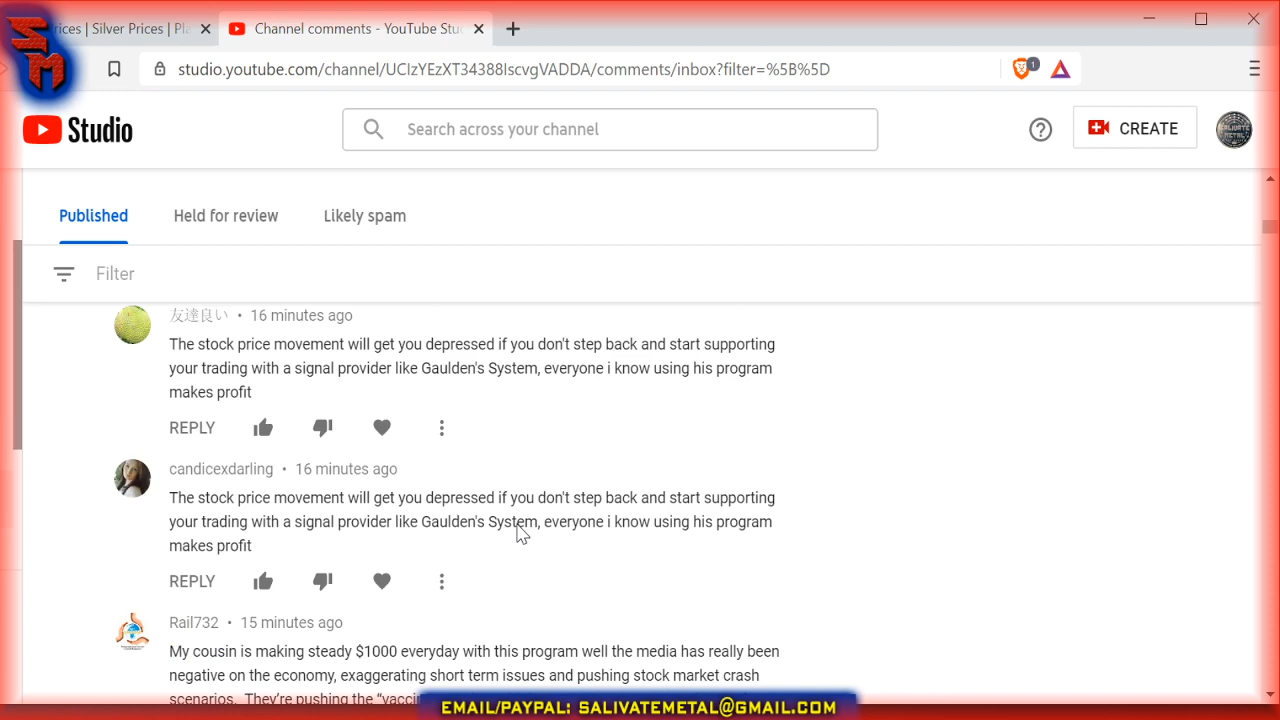 SM
rices | Silver Prices | Pla
Channel comments - YouTube Stu
studio.youtube.com/channel/UCIzYEzXT34388IscvgVADDA/comments/inbox?filter=%5B%5D
1
Studio
Search across your channel
CREATE
SALIVATE
METAL
Published
Held for review
Likely spam
Filter
友達良い • 16 minutes ago
The stock price movement will get you depressed if you don't step back and start supporting
your trading with a signal provider like Gaulden's System, everyone i know using his program
makes profit
REPLY
candicexdarling • 16 minutes ago
The stock price movement will get you depressed if you don't step back and start supporting
your trading with a signal provider like Gaulden's System, everyone i know using his program
makes profit
REPLY
Rail732 • 15 minutes ago
My cousin is making steady $1000 everyday with this program well the media has really been
negative on the economy, exaggerating short term issues and pushing stock market crash
scenarios. They're pushing the “vacci
EMAIL/PAYPAL: SALIVATEMETAL@GMAIL.COM